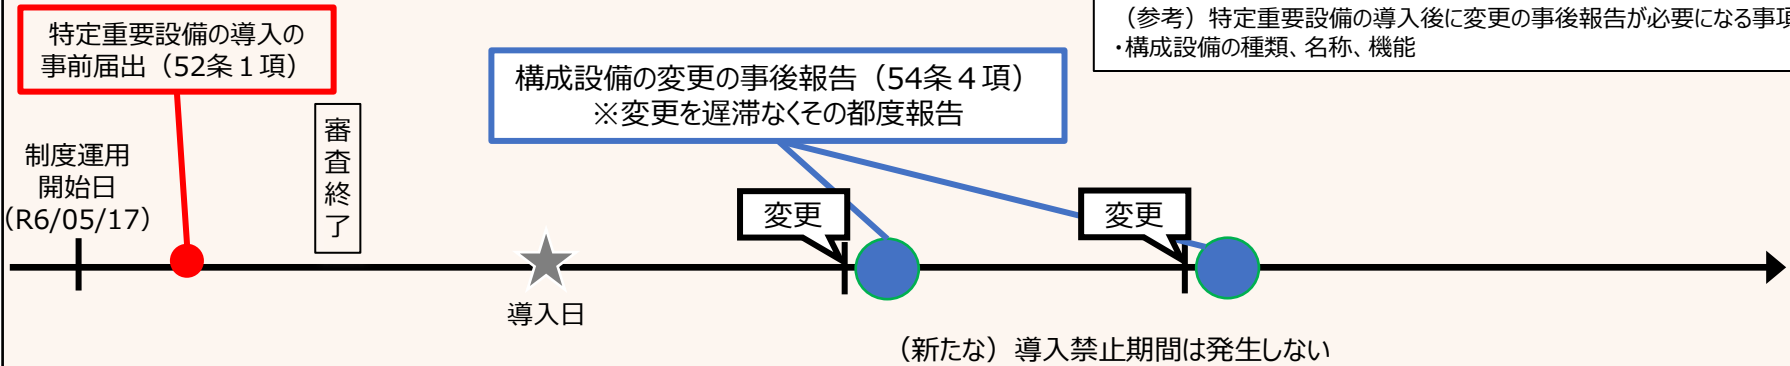 （参考）特定重要設備の導入後に変更の事後報告が必要になる事項
・構成設備の種類、名称、機能
特定重要設備の導入の
事前届出（52条１項）
構成設備の変更の事後報告（54条４項）
※変更を遅滞なくその都度報告
審査終了
制度運用
開始日
（R6/05/17）
変更
変更
導入日
（新たな）導入禁止期間は発生しない